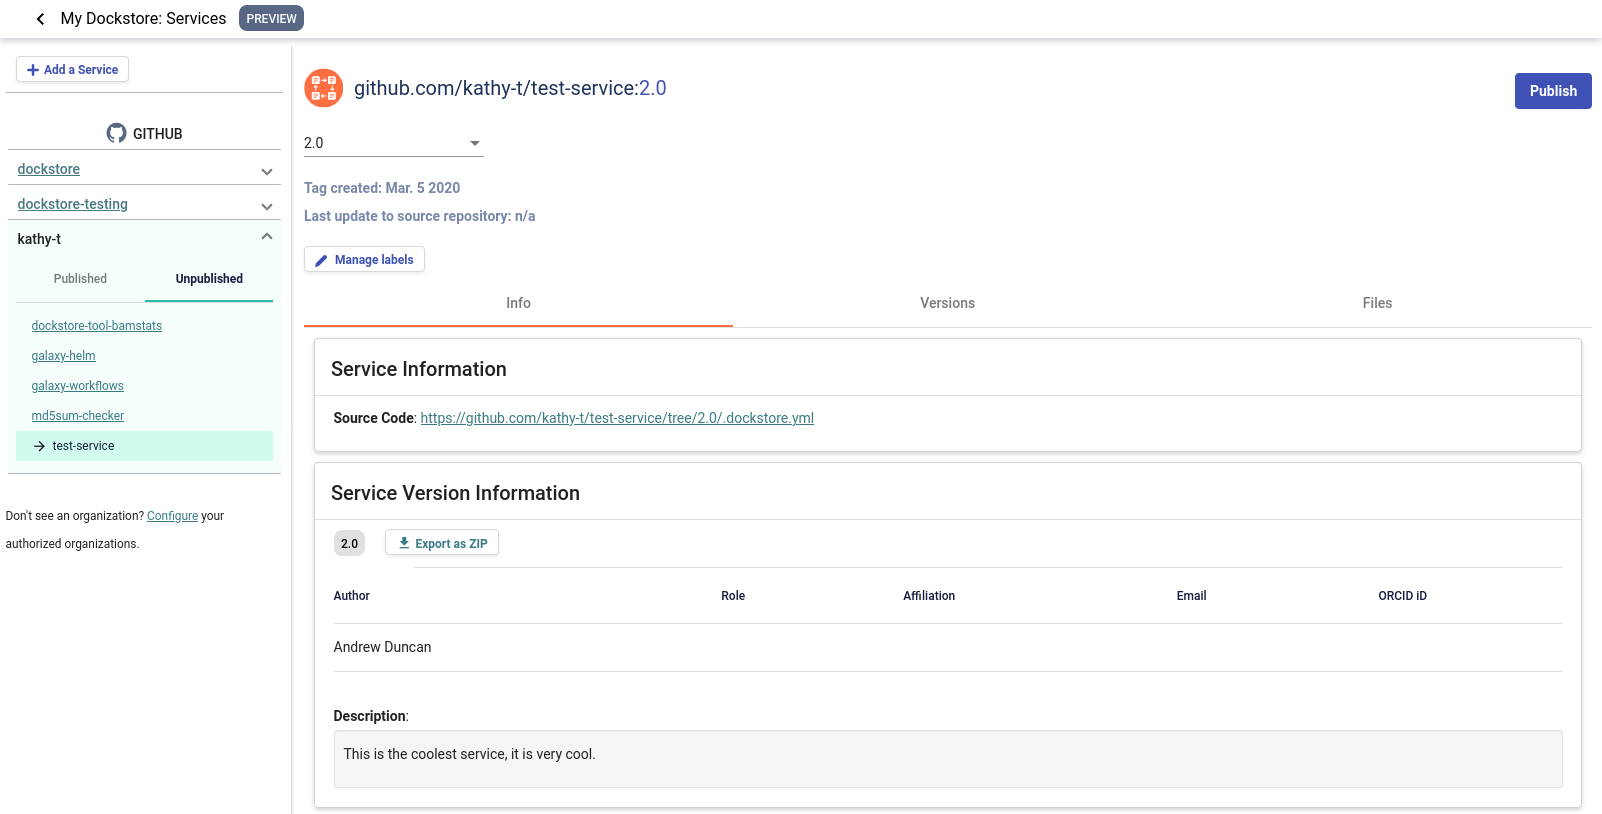 My Dockstore: Services PREVIEW
Add a Service
GITHUB
dockstore
dockstore-testing
kathy-t
Published Unpublished
dockstore-tool-bamstats
galaxy-helm
galaxy-workflows
md5sum-checker
test-service
Don't see an organization? Configure your
authorized organizations.
github.com/kathy-t/test-service:2.0
Publish
2.0
Tag created: Mar. 5 2020
Last update to source repository: n/a
Manage labels
Info Versions Files
Service Information
Source Code: https://github.com/kathy-t/test-service/tree/2.0/.dockstore.yml
Service Version Information
2.0 Export as ZIP
Author Role Affiliation Email ORCID iD
Andrew Duncan
Description:
This is the coolest service, it is very cool.